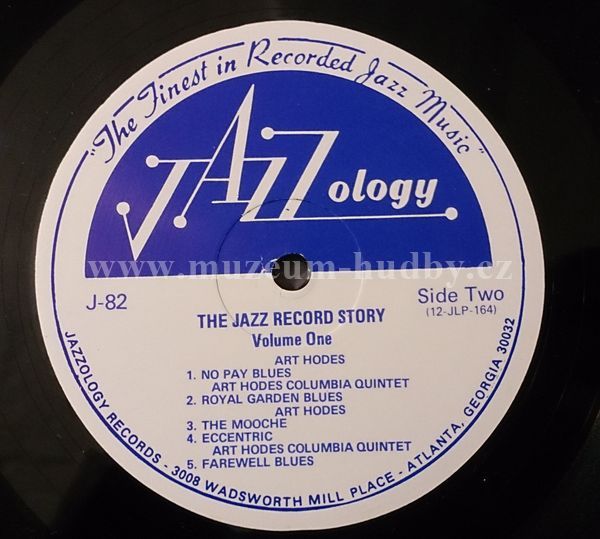 "The Finest in Recorded Jazz Music"
JAZZology
www.muzeum-hudby.cz
J-82
Side Two
(12-JLP-164)
THE JAZZ RECORD STORY
Volume One
ART HODES
1. NO PAY BLUES
ART HODES COLUMBIA QUINTET
2. ROYAL GARDEN BLUES
ART HODES
3. THE MOOCHE
4. ECCENTRIC
ART HODES COLUMBIA QUINTET
5. FAREWELL BLUES
JAZZOLOGY RECORDS - 3008 WADSWORTH MILL PLACE - ATLANTA, GEORGIA 30032